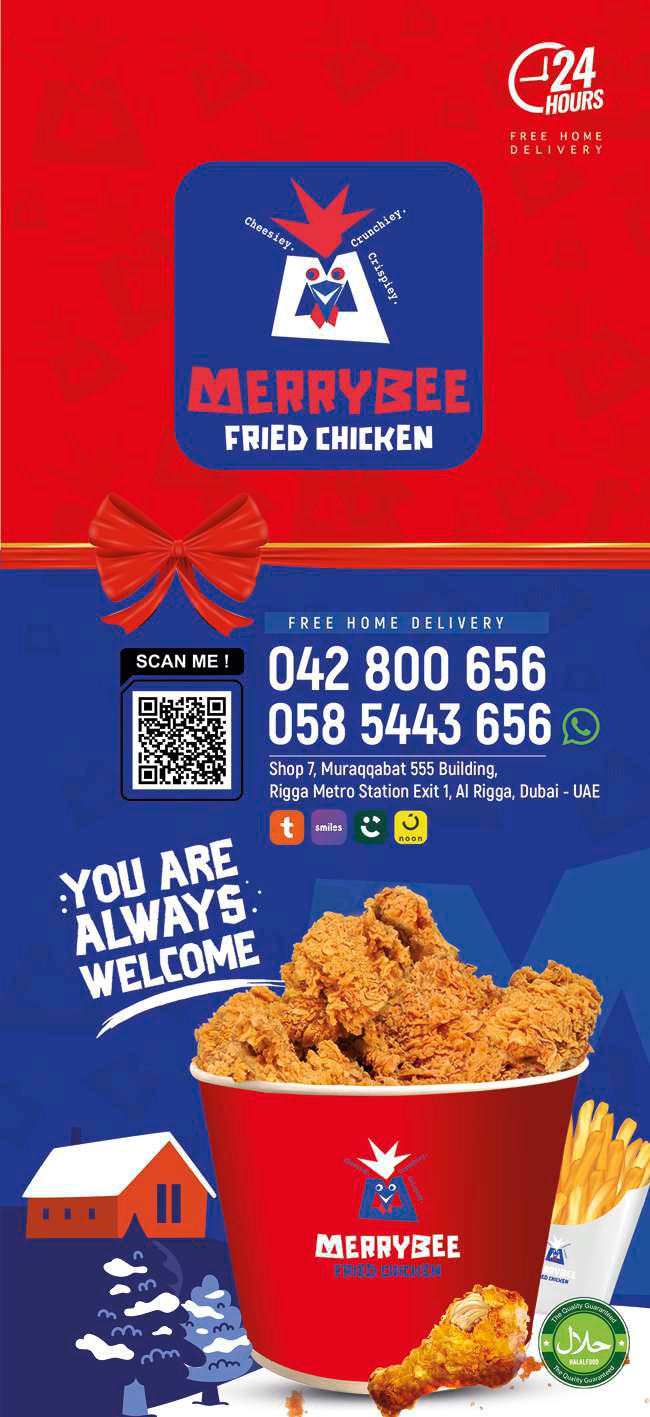 24
HOURS
FREE HOME
DELIVERY
Cheesiey.
Crunchiey.
Crispiey.
MERRYBEE
FRIED CHICKEN
FREE HOME DELIVERY
SCAN ME !
042 800 656
058 5443 656
Shop 7, Muraqqabat 555 Building,
Rigga Metro Station Exit 1, Al Rigga, Dubai - UAE
t
smiles
noon
YOU ARE
ALWAYS
WELCOME
MERRYBEE
FRIED CHICKEN
ED CHICKEN
The Quality Guaranteed
حلال
HALAL FOOD
The Quality Guaranteed